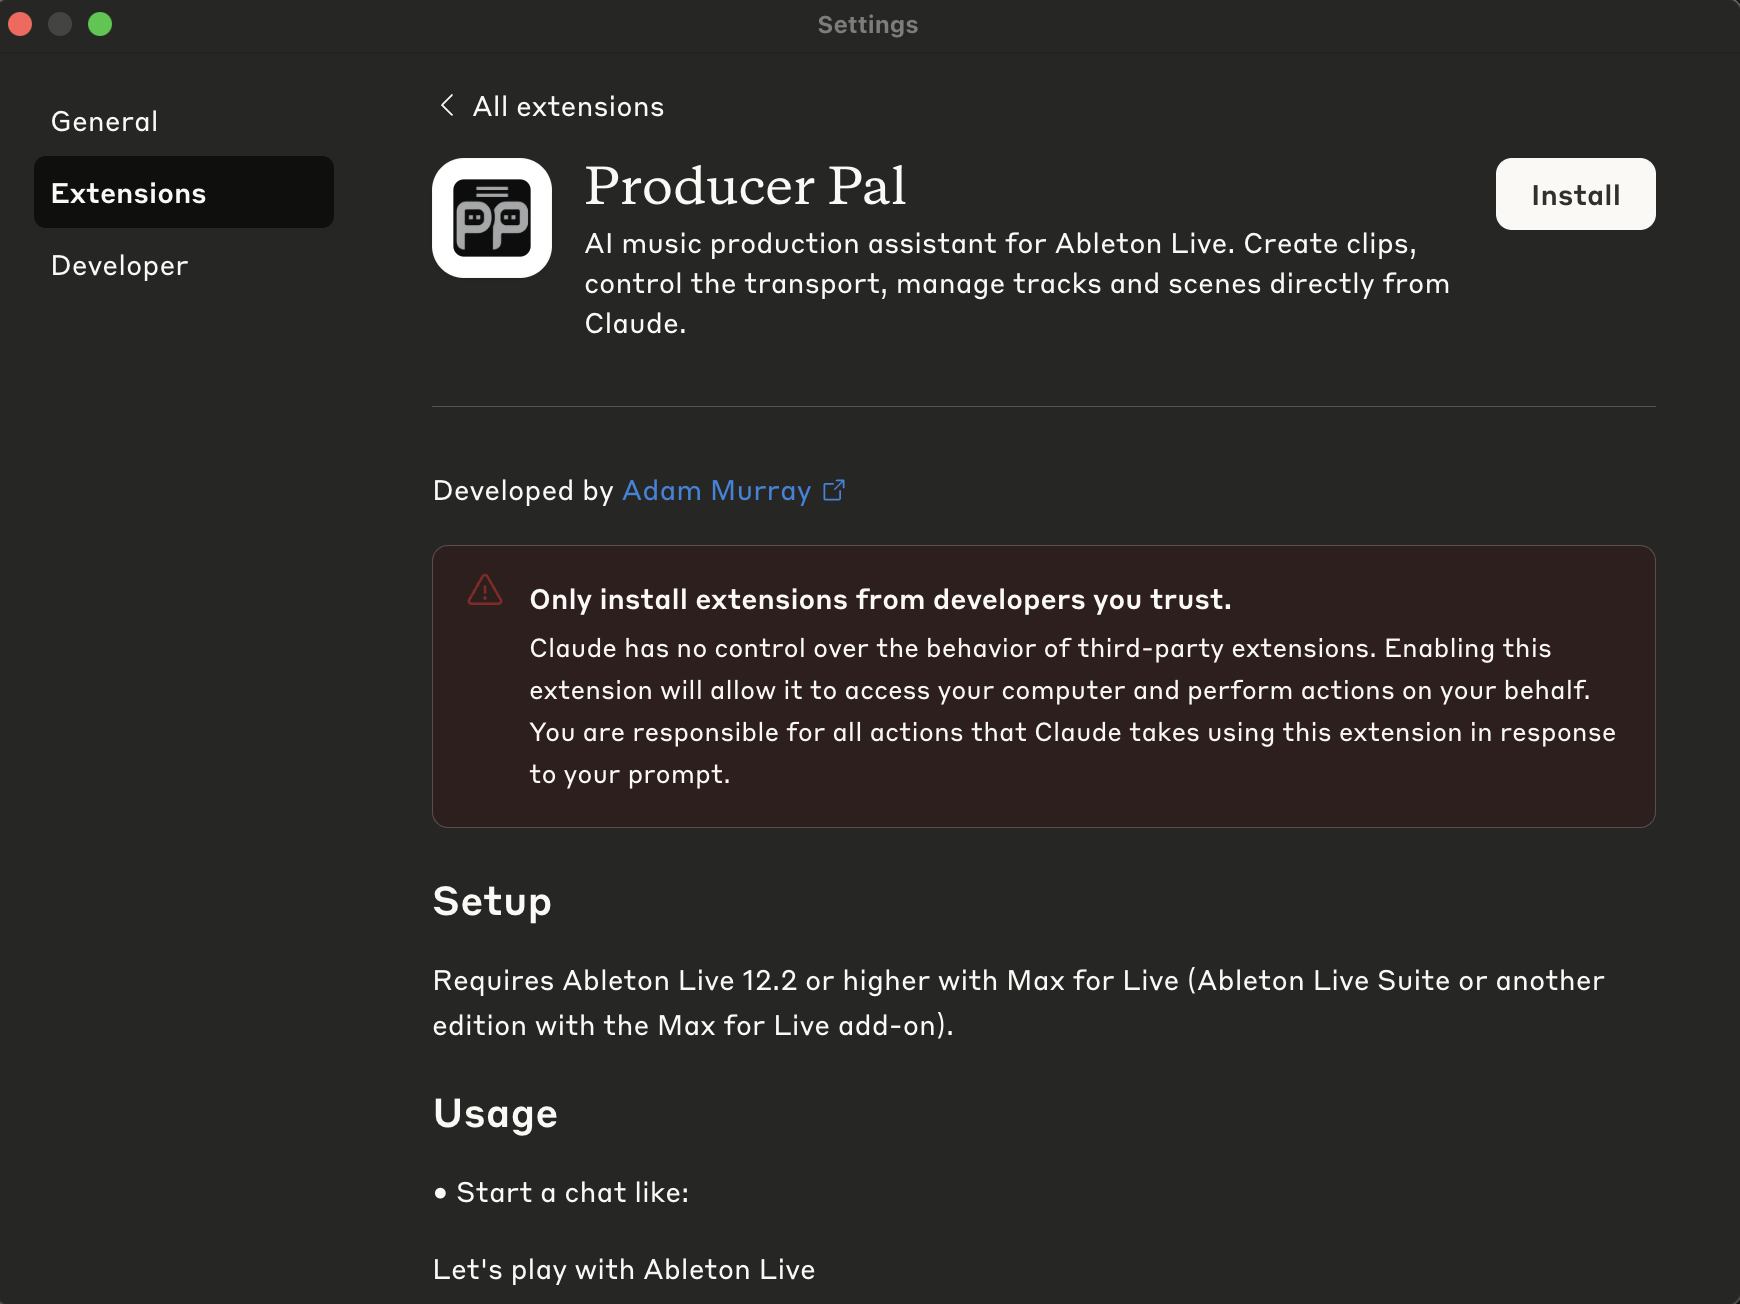 Settings
General
Extensions
Developer
All extensions
PP
Producer Pal
AI music production assistant for Ableton Live. Create clips,
control the transport, manage tracks and scenes directly from
Claude.
Install
Developed by Adam Murray
Only install extensions from developers you trust.
Claude has no control over the behavior of third-party extensions. Enabling this
extension will allow it to access your computer and perform actions on your behalf.
You are responsible for all actions that Claude takes using this extension in response
to your prompt.
Setup
Requires Ableton Live 12.2 or higher with Max for Live (Ableton Live Suite or another
edition with the Max for Live add-on).
Usage
• Start a chat like:
Let's play with Ableton Live